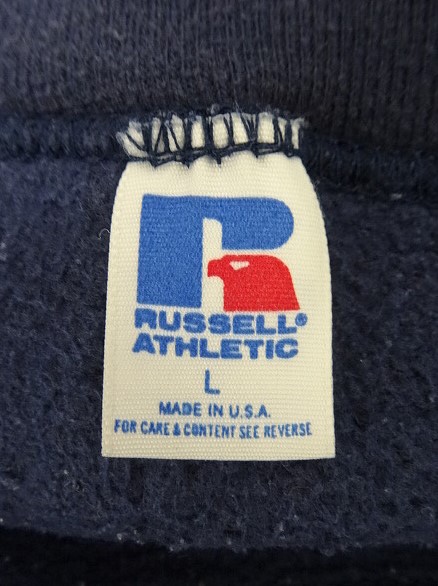 R
RUSSELL®
ATHLETIC
L
MADE IN U.S.A.
FOR CARE & CONTENT SEE REVERSE